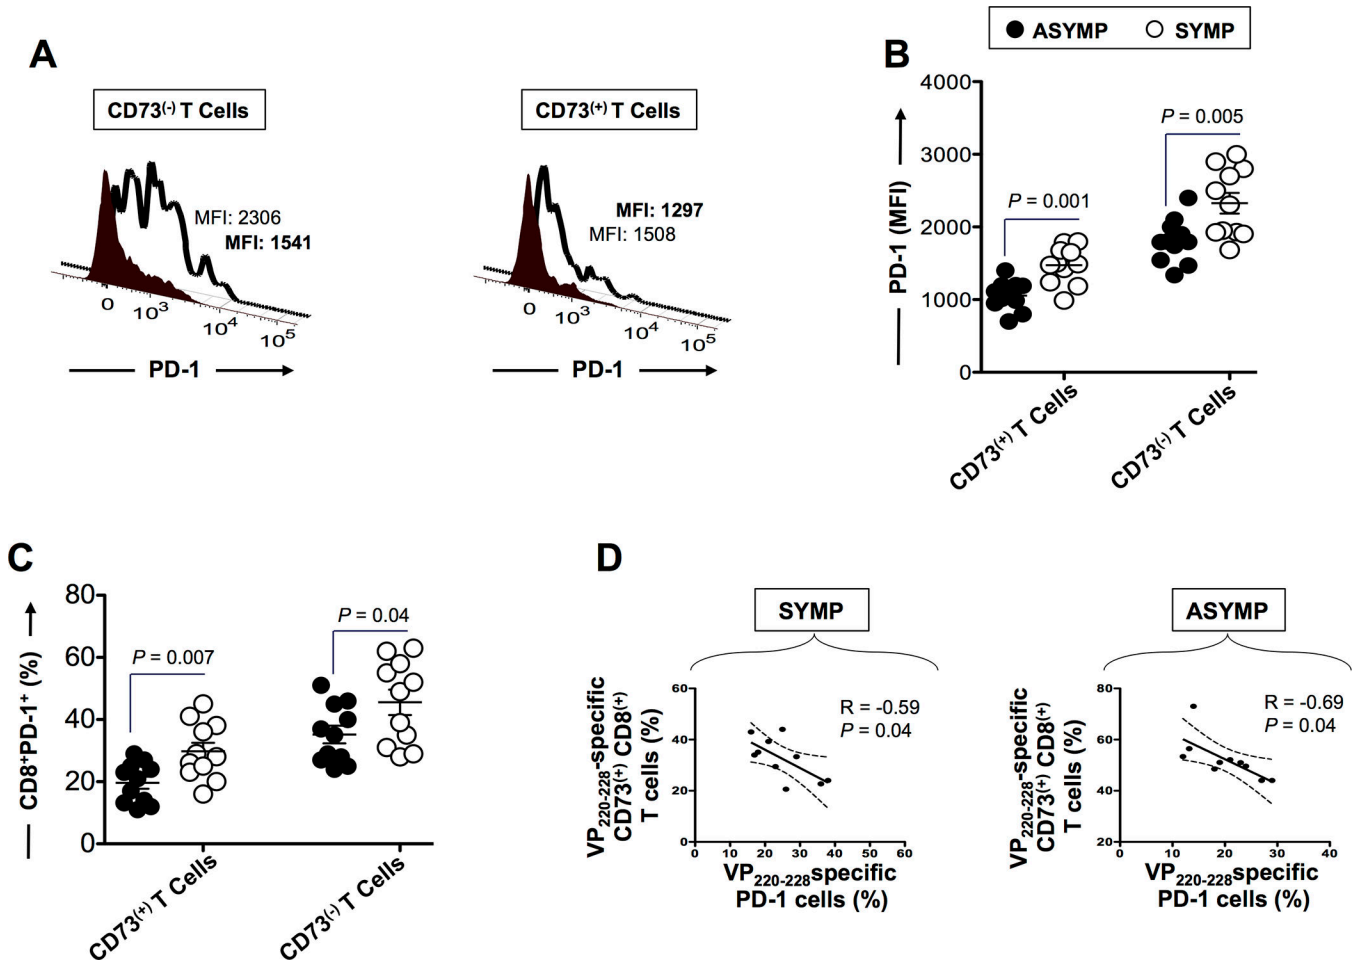 ASYMP SYMP
A
CD73(-) T Cells
MFI: 2306
MFI: 1541
0 10³ 10⁴ 10⁵
PD-1
CD73(+) T Cells
MFI: 1297
MFI: 1508
0 10³ 10⁴ 10⁵
PD-1
B
PD-1 (MFI)
4000
3000
2000
1000
0
P = 0.001
P = 0.005
CD73(+) T Cells
CD73(-) T Cells
C
CD8+PD-1+ (%)
80
60
40
20
0
P = 0.007
P = 0.04
CD73(+) T Cells
CD73(-) T Cells
D
SYMP
VP220-228-specific
CD73(+) CD8(+)
T cells (%)
60
40
20
0
R = -0.59
P = 0.04
0 10 20 30 40 50 60
VP220-228specific
PD-1 cells (%)
ASYMP
VP220-228-specific
CD73(+) CD8(+)
T cells (%)
80
60
40
20
R = -0.69
P = 0.04
0 10 20 30 40
VP220-228specific
PD-1 cells (%)